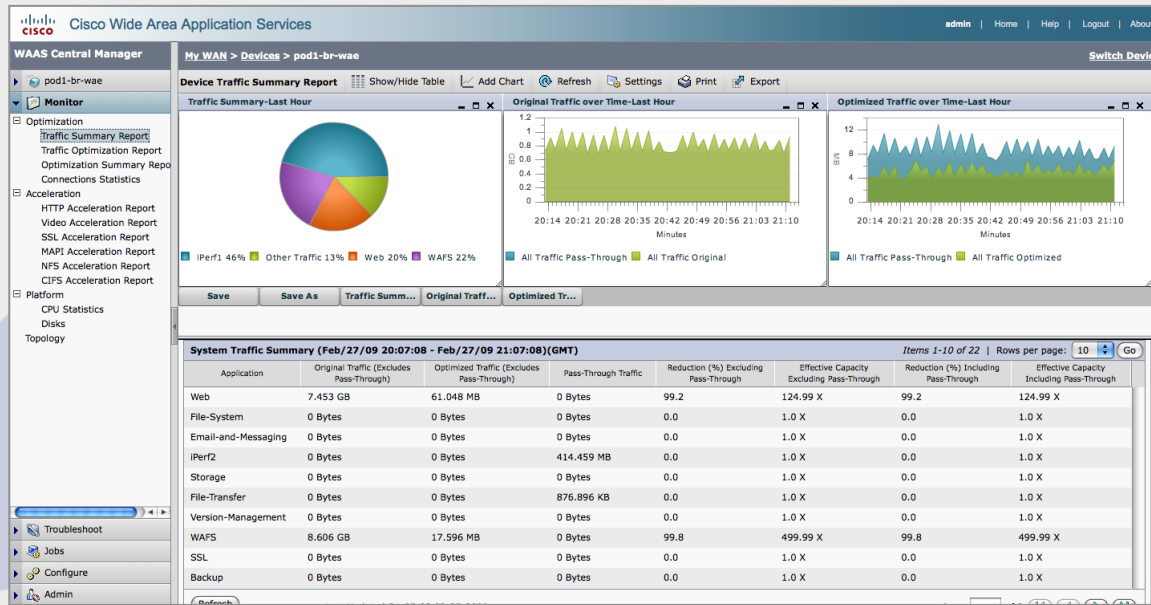 cisco Cisco Wide Area Application Services admin | Home | Help | Logout | About
WAAS Central Manager
My WAN > Devices > pod1-br-wae
pod1-br-wae
Monitor
Optimization
Traffic Summary Report
Traffic Optimization Report
Optimization Summary Repo
Connections Statistics
Acceleration
HTTP Acceleration Report
Video Acceleration Report
SSL Acceleration Report
MAPI Acceleration Report
NFS Acceleration Report
CIFS Acceleration Report
Platform
CPU Statistics
Disks
Topology
Troubleshoot
Jobs
Configure
Admin
Switch Devic
Device Traffic Summary Report Show/Hide Table Add Chart Refresh Settings Print Export
Traffic Summary-Last Hour
iPerf1 46% Other Traffic 13% Web 20% WAFS 22%
Original Traffic over Time-Last Hour
1.2
1
0.8
0.6
0.4
0.2
0
GB
20:14 20:21 20:28 20:35 20:42 20:49 20:56 21:03 21:10
Minutes
All Traffic Pass-Through All Traffic Original
Optimized Traffic over Time-Last Hour
12
8
4
0
MB
20:14 20:21 20:28 20:35 20:42 20:49 20:56 21:03 21:10
Minutes
All Traffic Pass-Through All Traffic Optimized
Save Save As Traffic Summ... Original Traff... Optimized Tr...
System Traffic Summary (Feb/27/09 20:07:08 - Feb/27/09 21:07:08)(GMT) Items 1-10 of 22 | Rows per page: 10 Go
Application Original Traffic (Excludes Pass-Through) Optimized Traffic (Excludes Pass-Through) Pass-Through Traffic Reduction (%) Excluding Pass-Through Effective Capacity Excluding Pass-Through Reduction (%) Including Pass-Through Effective Capacity Including Pass-Through
Web 7.453 GB 61.048 MB 0 Bytes 99.2 124.99 X 99.2 124.99 X
File-System 0 Bytes 0 Bytes 0 Bytes 0.0 1.0 X 0.0 1.0 X
Email-and-Messaging 0 Bytes 0 Bytes 0 Bytes 0.0 1.0 X 0.0 1.0 X
iPerf2 0 Bytes 0 Bytes 414.459 MB 0.0 1.0 X 0.0 1.0 X
Storage 0 Bytes 0 Bytes 0 Bytes 0.0 1.0 X 0.0 1.0 X
File-Transfer 0 Bytes 0 Bytes 876.896 KB 0.0 1.0 X 0.0 1.0 X
Version-Management 0 Bytes 0 Bytes 0 Bytes 0.0 1.0 X 0.0 1.0 X
WAFS 8.606 GB 17.596 MB 0 Bytes 99.8 499.99 X 99.8 499.99 X
SSL 0 Bytes 0 Bytes 0 Bytes 0.0 1.0 X 0.0 1.0 X
Backup 0 Bytes 0 Bytes 0 Bytes 0.0 1.0 X 0.0 1.0 X
Refresh